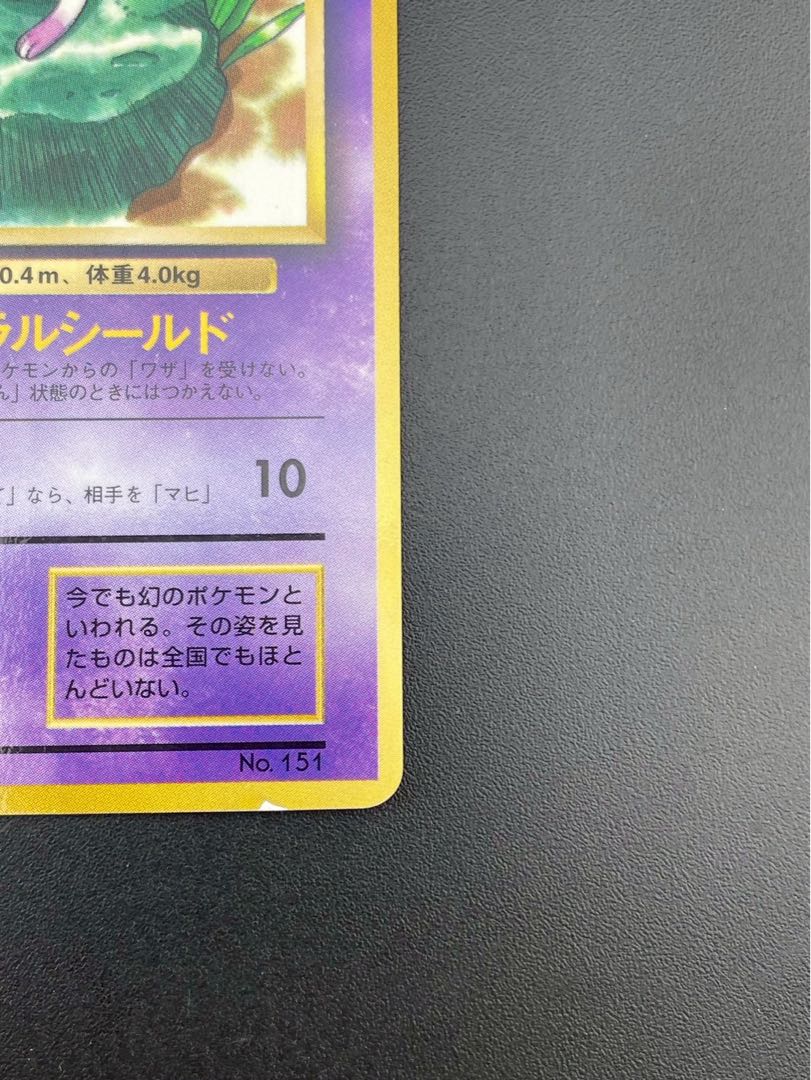 0.4m、体重4.0kg
ラルシールド
ケモンからの「ワザ」を受けない。
ん」状態のときにはつかえない。
10
」なら、相手を「マヒ」
今でも幻のポケモンと
いわれる。その姿を見
たものは全国でもほと
んどいない。
No. 151